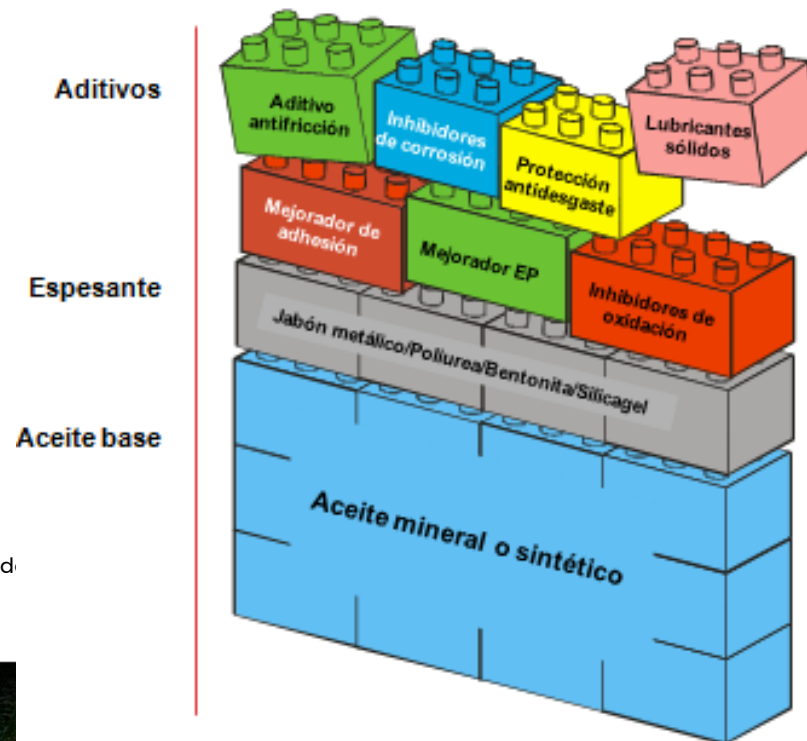 Aditivos
Aditivo
antifricción
Inhibidores
de corrosión
Protección
antidesgaste
Lubricantes
sólidos
Mejorador de
adhesión
Mejorador EP
Inhibidores de
oxidación
Espesante
Jabón metálico/Poliurea/Bentonita/Silicagel
Aceite base
Aceite mineral o sintético